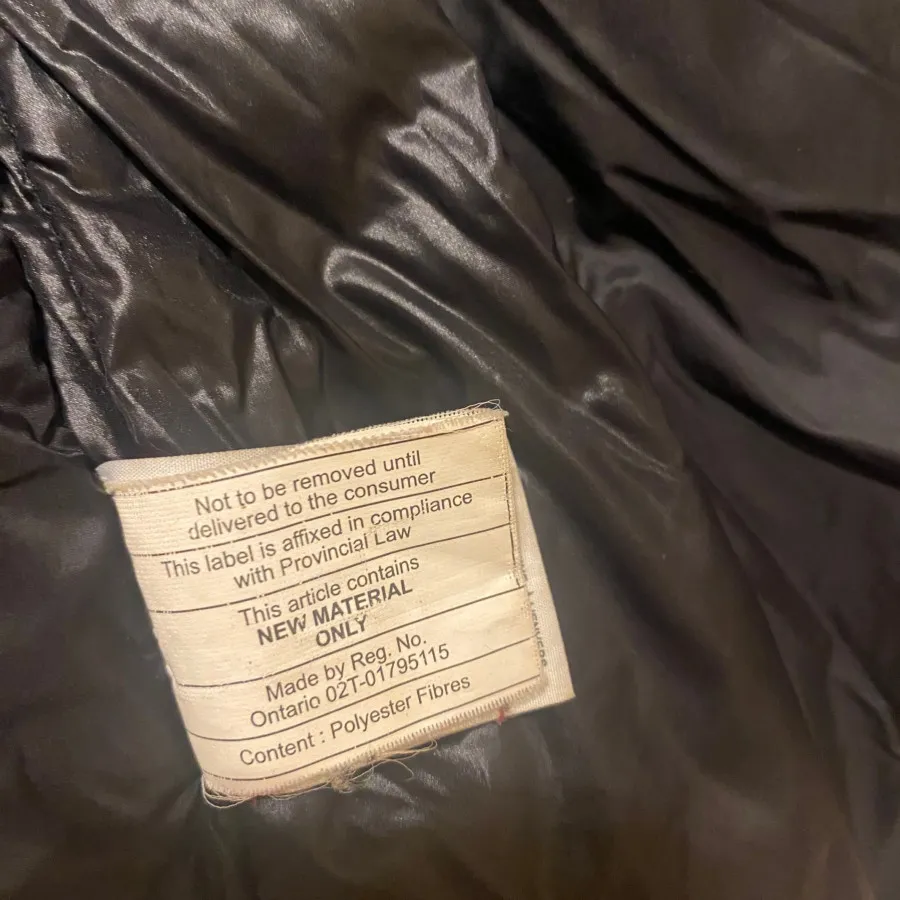 Not to be removed until
delivered to the consumer
This label is affixed in compliance
with Provincial Law
This article contains
NEW MATERIAL
ONLY
Made by Reg. No.
Ontario 02T-01795115
Content : Polyester Fibres